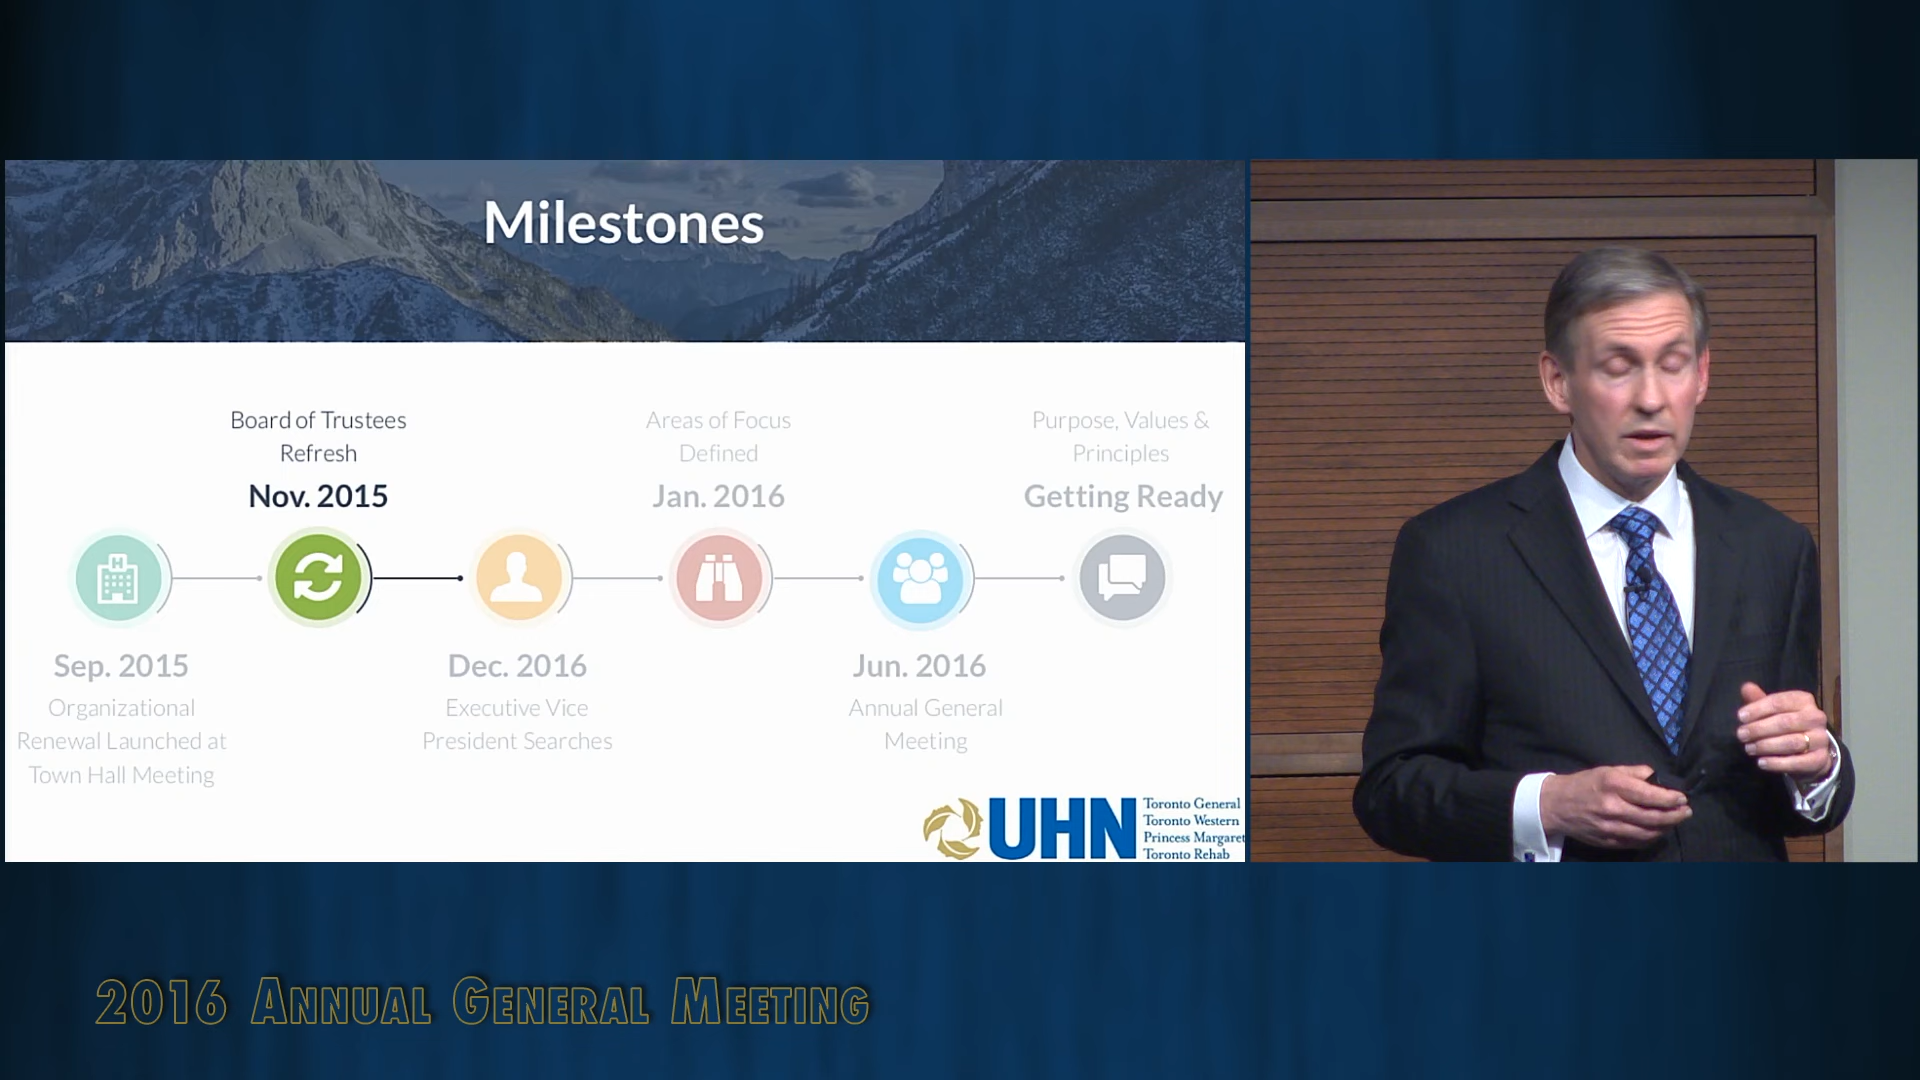 Milestones
Board of Trustees
Refresh
Nov. 2015
Areas of Focus
Defined
Jan. 2016
Purpose, Values &
Principles
Getting Ready
H
Sep. 2015
Organizational
Renewal Launched at
Town Hall Meeting
Dec. 2016
Executive Vice
President Searches
Jun. 2016
Annual General
Meeting
UHN
Toronto General
Toronto Western
Princess Margaret
Toronto Rehab
2016 Annual General Meeting